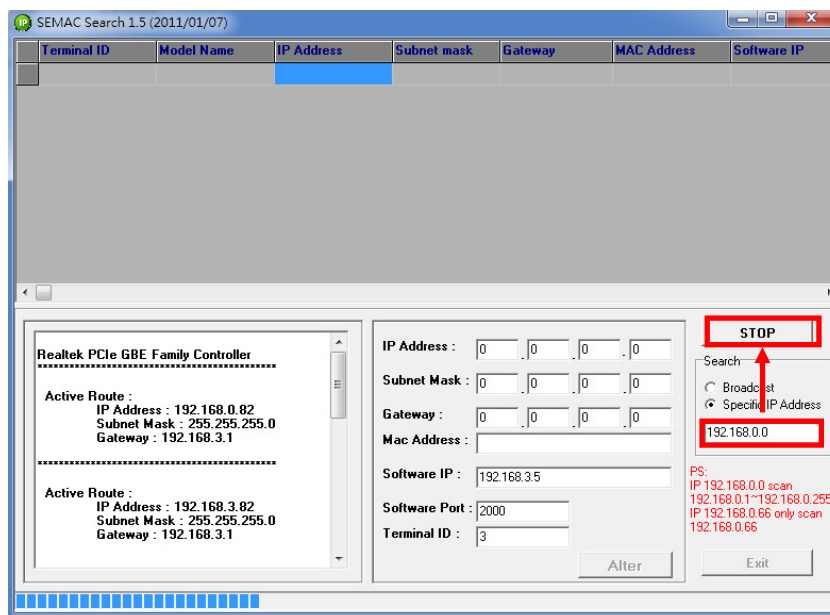 SEMAC Search 1.5 (2011/01/07)
Terminal ID Model Name IP Address Subnet mask Gateway MAC Address Software IP
Realtek PCIe GBE Family Controller
******************************************
Active Route :
IP Address : 192.168.0.82
Subnet Mask : 255.255.255.0
Gateway : 192.168.3.1
******************************************
Active Route :
IP Address : 192.168.3.82
Subnet Mask : 255.255.255.0
Gateway : 192.168.3.1
IP Address : 0 . 0 . 0 . 0
Subnet Mask : 0 . 0 . 0 . 0
Gateway : 0 . 0 . 0 . 0
Mac Address :
Software IP : 192.168.3.5
Software Port : 2000
Terminal ID : 3
Alter
STOP
Search
Broadcast
Specific IP Address
192.168.0.0
PS:
IP 192.168.0.0 scan
192.168.0.1~192.168.0.255
IP 192.168.0.66 only scan
192.168.0.66
Exit